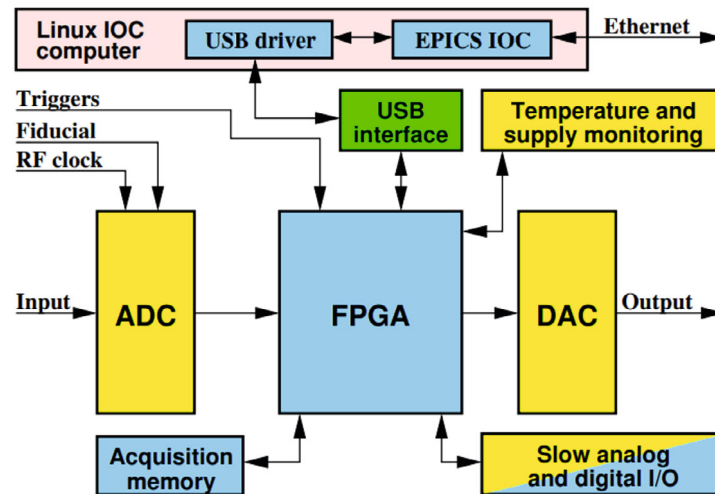 Linux IOC
computer
USB driver
EPICS IOC
Ethernet
Triggers
Fiducial
RF clock
USB
interface
Temperature and
supply monitoring
Input
ADC
FPGA
DAC
Output
Acquisition
memory
Slow analog
and digital I/O